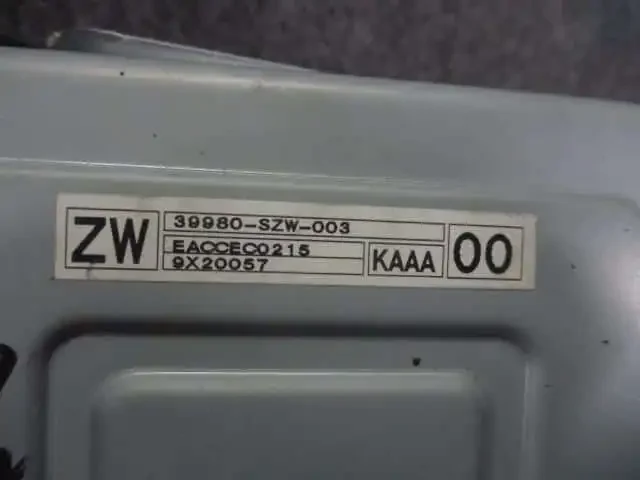 ZW
39980-SZW-003
EACCEC0215
9X20057
KAAA
00